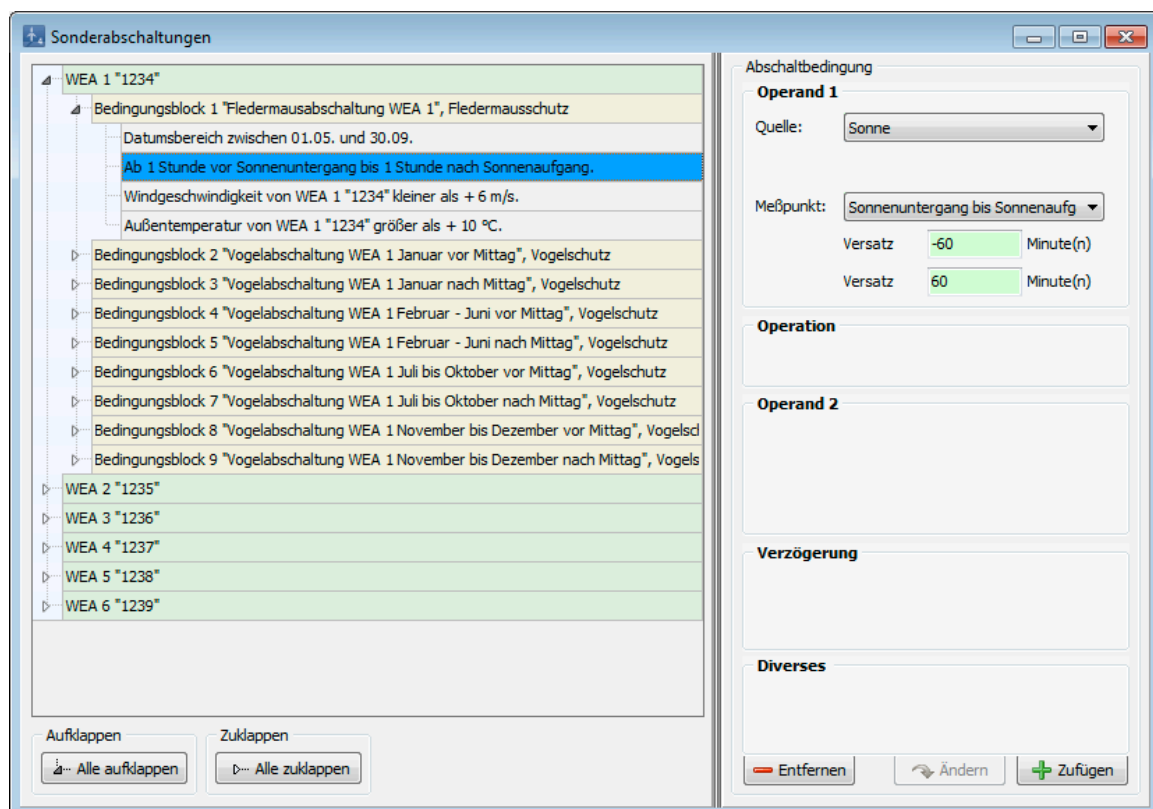 Sonderabschaltungen
WEA 1 "1234"
Bedingungsblock 1 "Fledermausabschaltung WEA 1", Fledermausschutz
Datumsbereich zwischen 01.05. und 30.09.
Ab 1 Stunde vor Sonnenuntergang bis 1 Stunde nach Sonnenaufgang.
Windgeschwindigkeit von WEA 1 "1234" kleiner als + 6 m/s.
Außentemperatur von WEA 1 "1234" größer als + 10 °C.
Bedingungsblock 2 "Vogelabschaltung WEA 1 Januar vor Mittag", Vogelschutz
Bedingungsblock 3 "Vogelabschaltung WEA 1 Januar nach Mittag", Vogelschutz
Bedingungsblock 4 "Vogelabschaltung WEA 1 Februar - Juni vor Mittag", Vogelschutz
Bedingungsblock 5 "Vogelabschaltung WEA 1 Februar - Juni nach Mittag", Vogelschutz
Bedingungsblock 6 "Vogelabschaltung WEA 1 Juli bis Oktober vor Mittag", Vogelschutz
Bedingungsblock 7 "Vogelabschaltung WEA 1 Juli bis Oktober nach Mittag", Vogelschutz
Bedingungsblock 8 "Vogelabschaltung WEA 1 November bis Dezember vor Mittag", Vogelscl
Bedingungsblock 9 "Vogelabschaltung WEA 1 November bis Dezember nach Mittag", Vogels
WEA 2 "1235"
WEA 3 "1236"
WEA 4 "1237"
WEA 5 "1238"
WEA 6 "1239"
Aufklappen
Alle aufklappen
Zuklappen
Alle zuklappen
Abschaltbedingung
Operand 1
Quelle: Sonne
Meßpunkt: Sonnenuntergang bis Sonnenaufg
Versatz -60 Minute(n)
Versatz 60 Minute(n)
Operation
Operand 2
Verzögerung
Diverses
Entfernen Ändern Zufügen